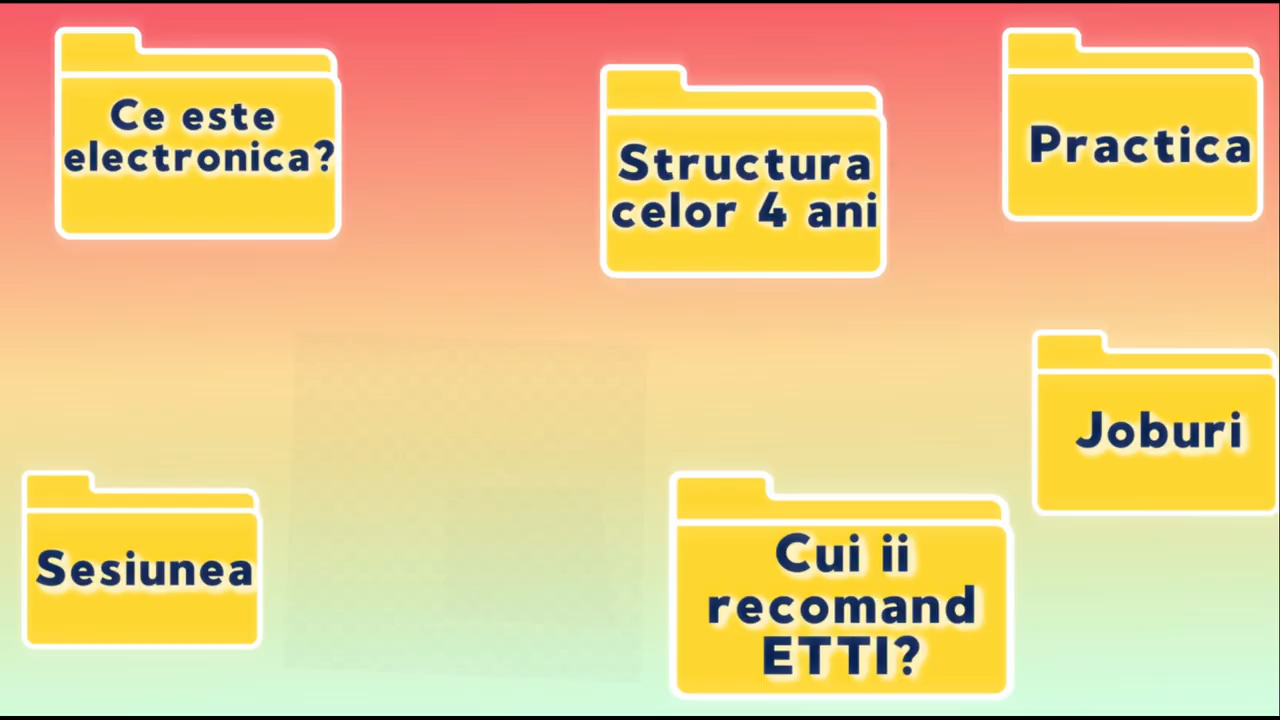 Ce este
electronica?
Structura
celor 4 ani
Practica
Joburi
Sesiunea
Cui ii
recomand
ETTI?